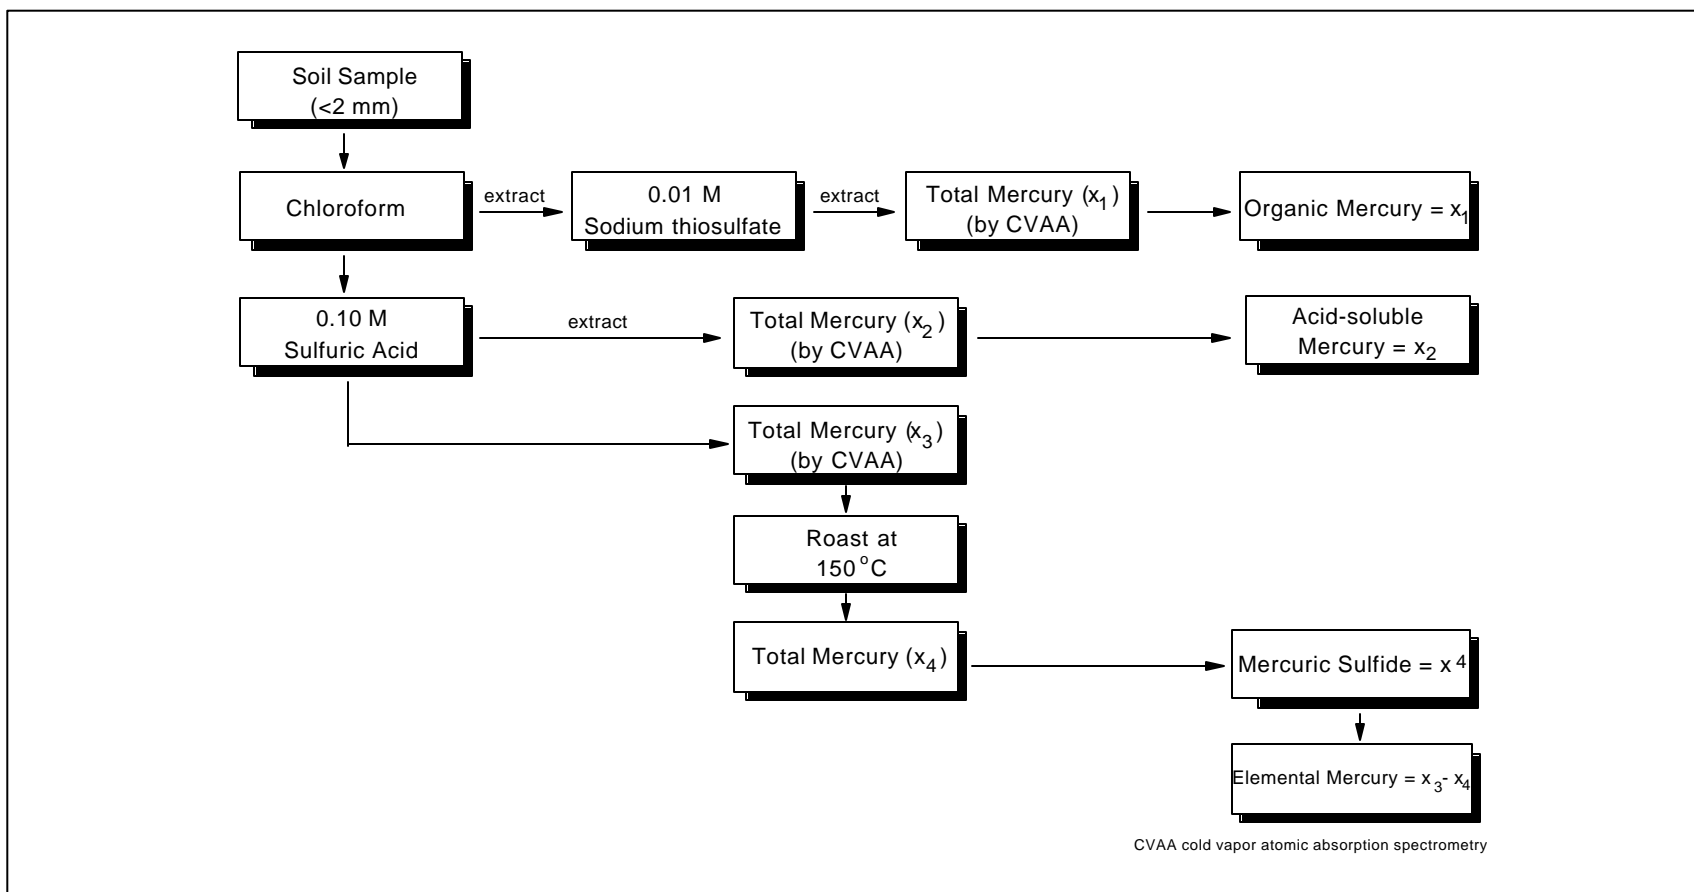 Soil Sample
(<2 mm)
Chloroform
extract
0.01 M
Sodium thiosulfate
extract
Total Mercury (x₁)
(by CVAA)
Organic Mercury = x₁
0.10 M
Sulfuric Acid
extract
Total Mercury (x₂)
(by CVAA)
Acid-soluble
Mercury = x₂
Total Mercury (x₃)
(by CVAA)
Roast at
150°C
Total Mercury (x₄)
Mercuric Sulfide = x⁴
Elemental Mercury = x₃- x₄
CVAA cold vapor atomic absorption spectrometry